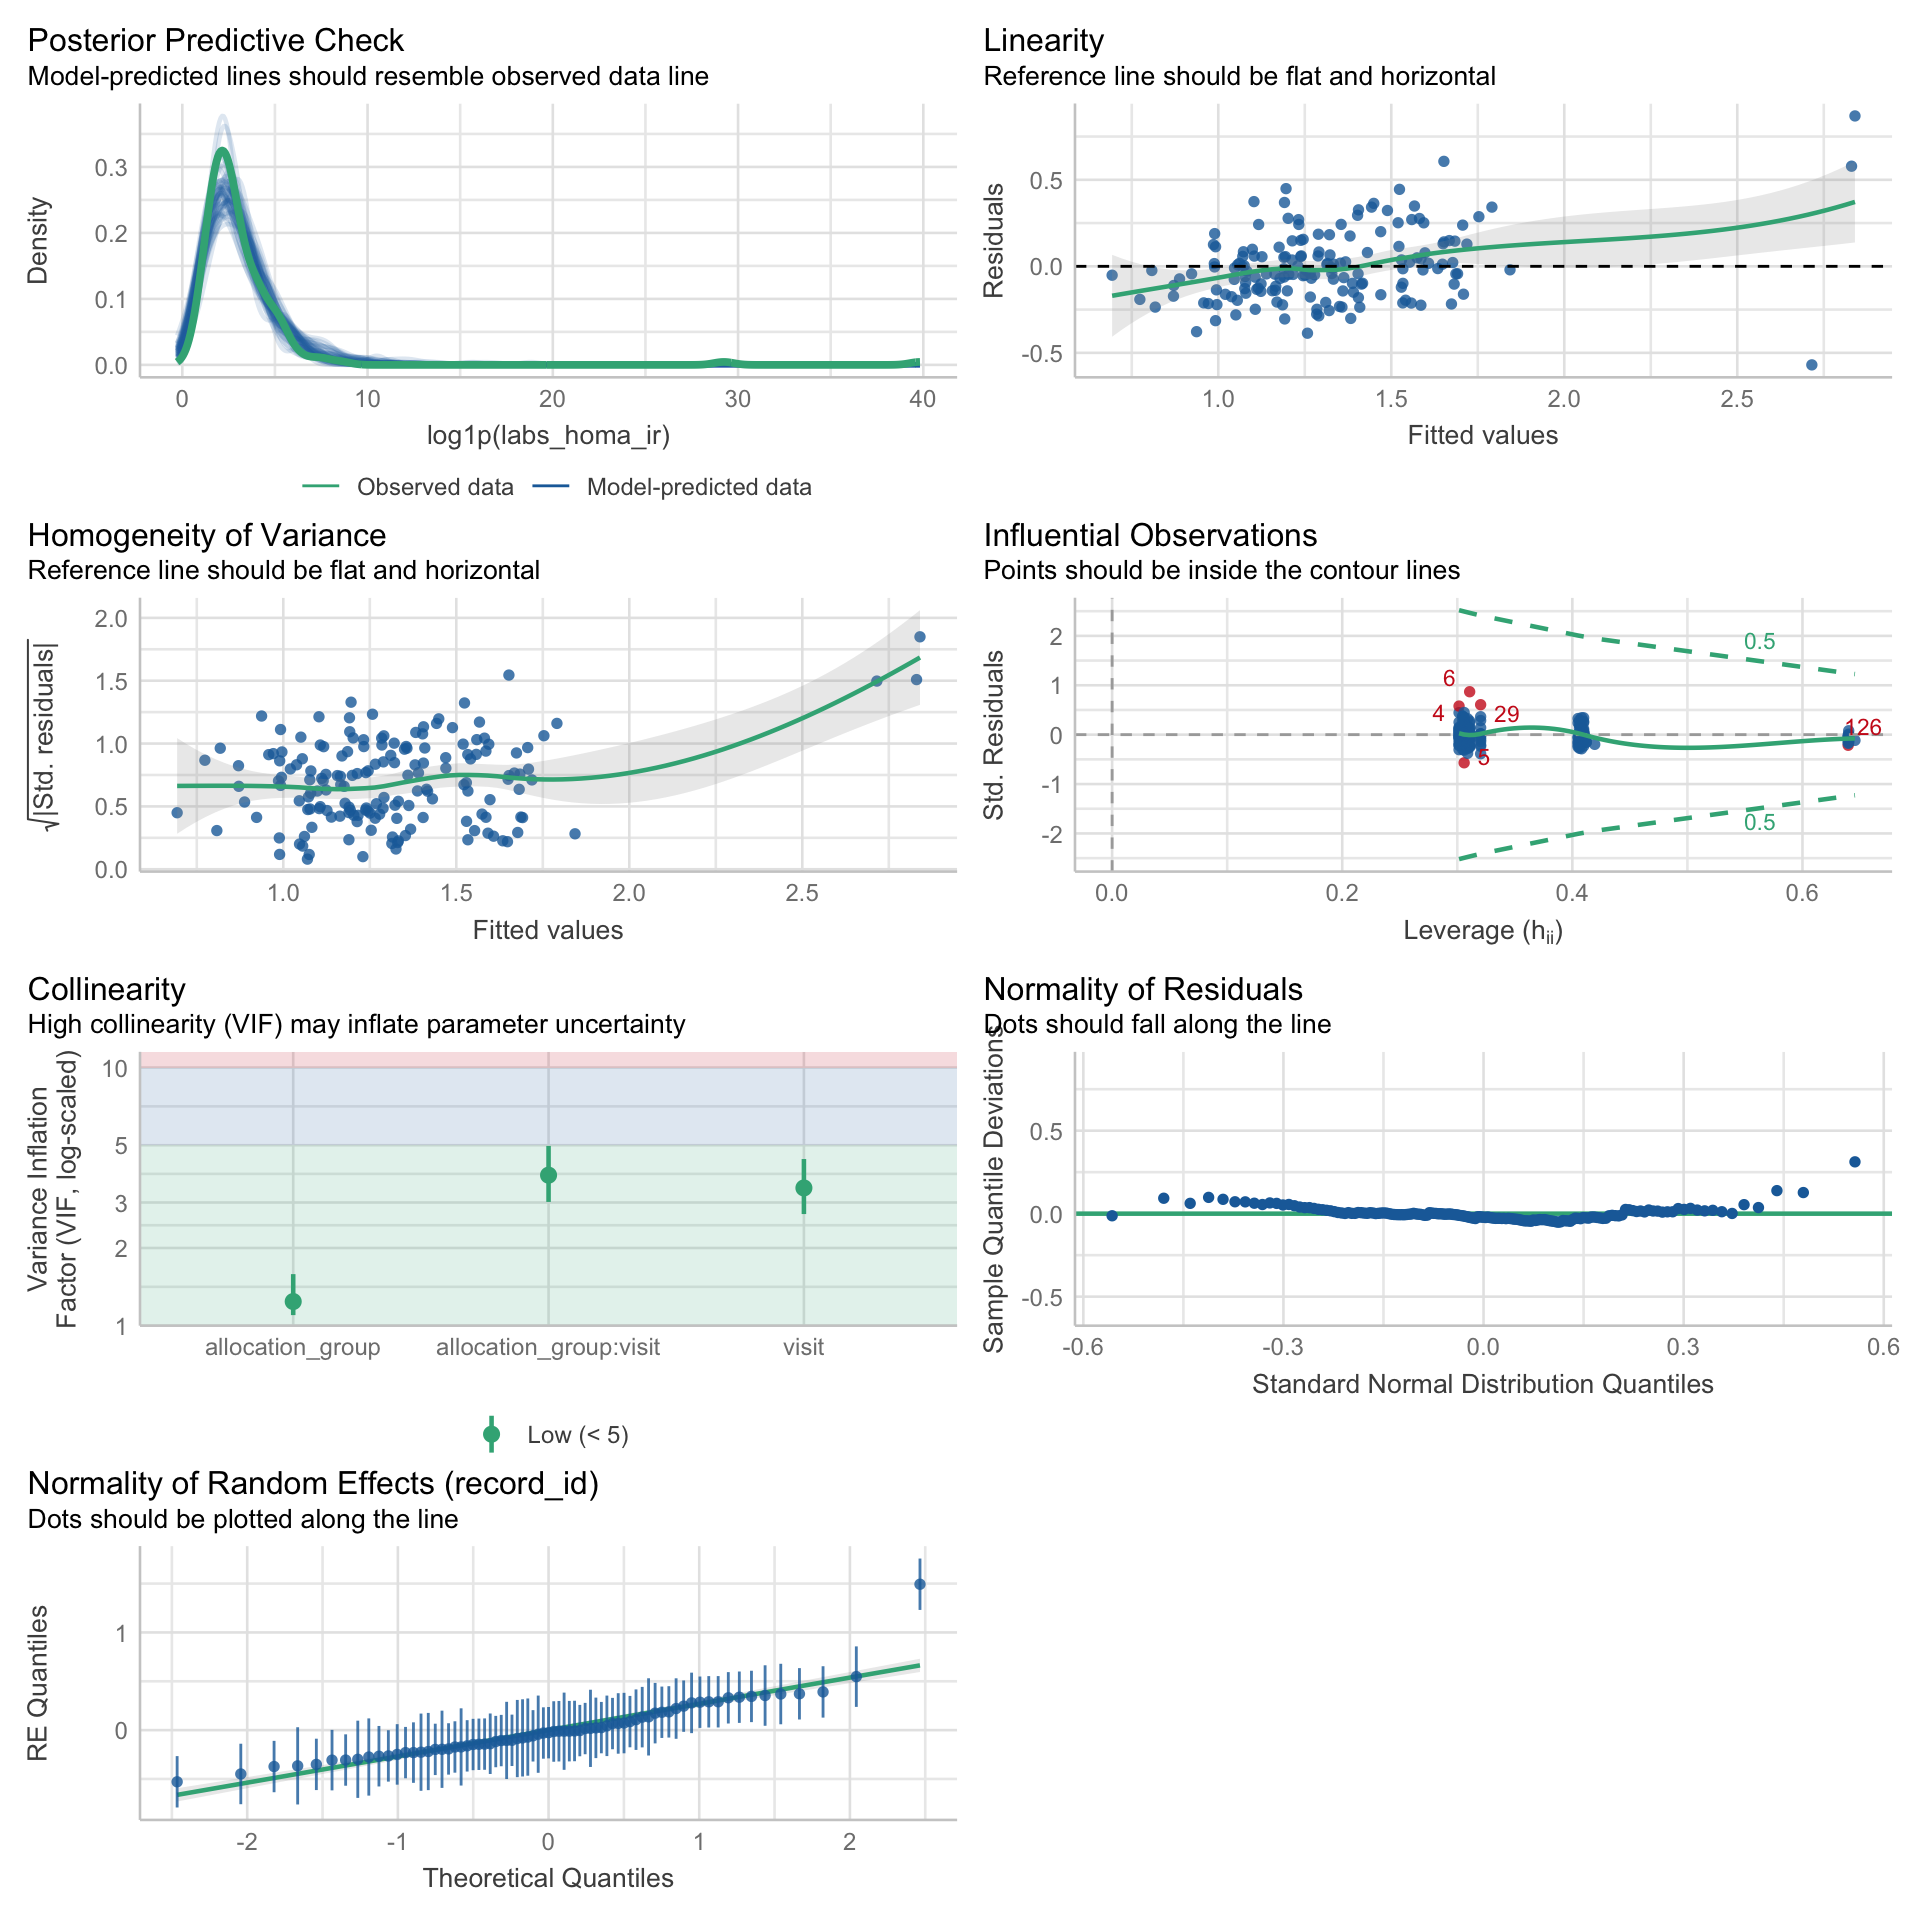 Posterior Predictive Check
Model-predicted lines should resemble observed data line
Density
0.3
0.2
0.1
0.0
0
10
20
30
40
log1p(labs_homa_ir)
Observed data
Model-predicted data
Linearity
Reference line should be flat and horizontal
Residuals
0.5
0.0
-0.5
1.0
1.5
2.0
2.5
Fitted values
Homogeneity of Variance
Reference line should be flat and horizontal
√|Std. residuals|
2.0
1.5
1.0
0.5
0.0
1.0
1.5
2.0
2.5
Fitted values
Influential Observations
Points should be inside the contour lines
Std. Residuals
2
1
0
-1
-2
0.5
6
4
29
5
126
0.5
0.0
0.2
0.4
0.6
Leverage (hii)
Collinearity
High collinearity (VIF) may inflate parameter uncertainty
Variance Inflation
Factor (VIF, log-scaled)
10
5
3
2
1
allocation_group
allocation_group:visit
visit
Low (< 5)
Normality of Residuals
Dots should fall along the line
Sample Quantile Deviations
0.5
0.0
-0.5
-0.6
-0.3
0.0
0.3
0.6
Standard Normal Distribution Quantiles
Normality of Random Effects (record_id)
Dots should be plotted along the line
RE Quantiles
1
0
-2
-1
0
1
2
Theoretical Quantiles